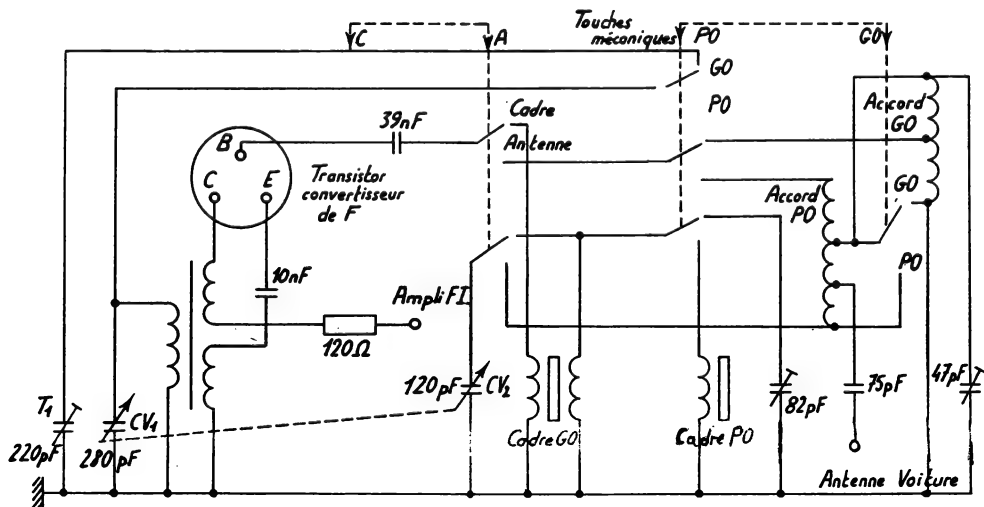 C
A
Touches
mécaniques
PO
GO
GO
PO
Accord
GO
Cadre
39nF
Antenne
B
C
E
Transistor
convertisseur
de F
Accord
PO
GO
PO
10nF
Ampli FI
120Ω
120pF
CV2
T1
CV1
220pF
280pF
Cadre GO
Cadre PO
82pF
75pF
47pF
Antenne Voiture